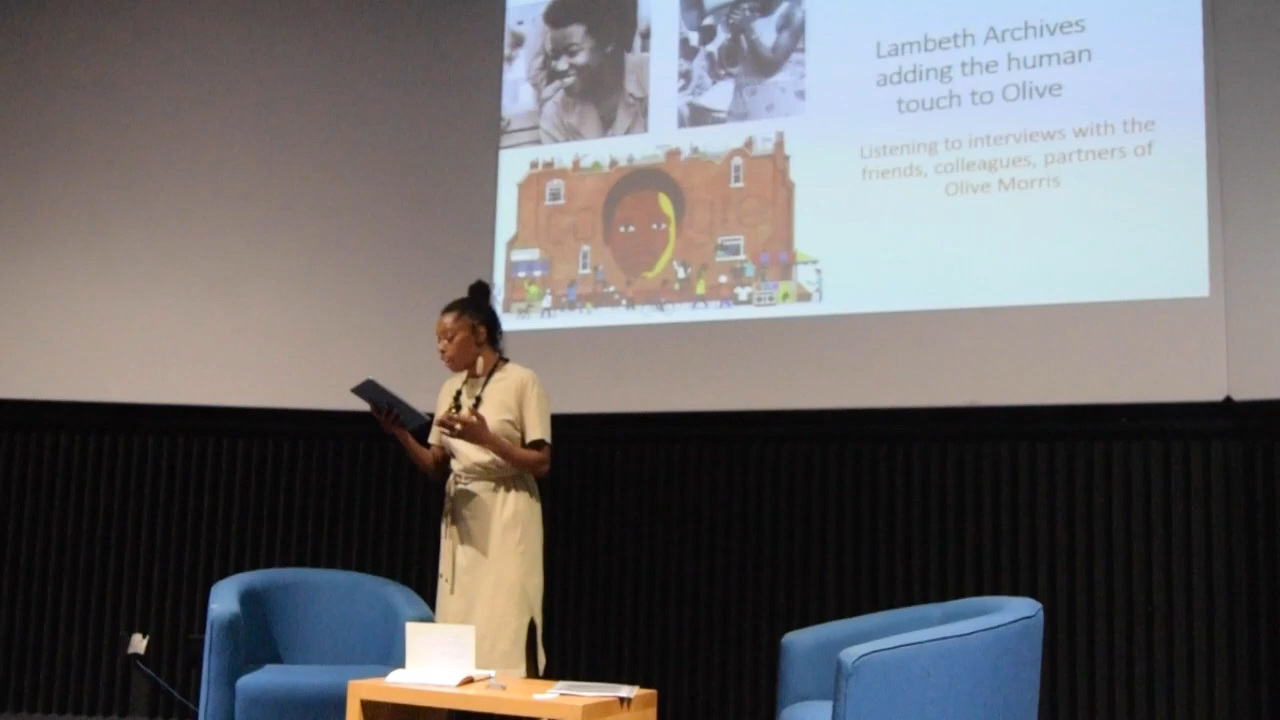 Lambeth Archives
adding the human
touch to Olive
Listening to interviews with the
friends, colleagues, partners of
Olive Morris